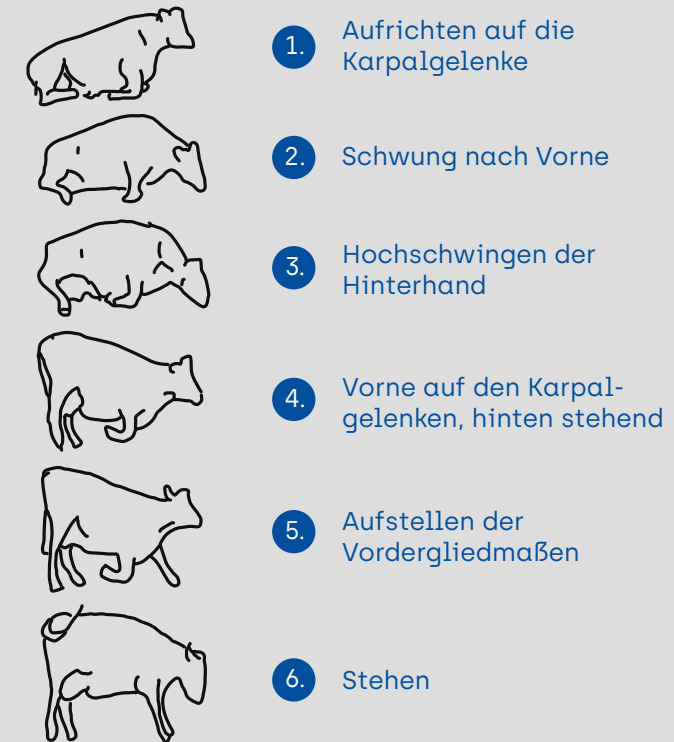 1.
Aufrichten auf die
Karpalgelenke
2.
Schwung nach Vorne
3.
Hochschwingen der
Hinterhand
4.
Vorne auf den Karpal-
gelenken, hinten stehend
5.
Aufstellen der
Vordergliedmaßen
6.
Stehen